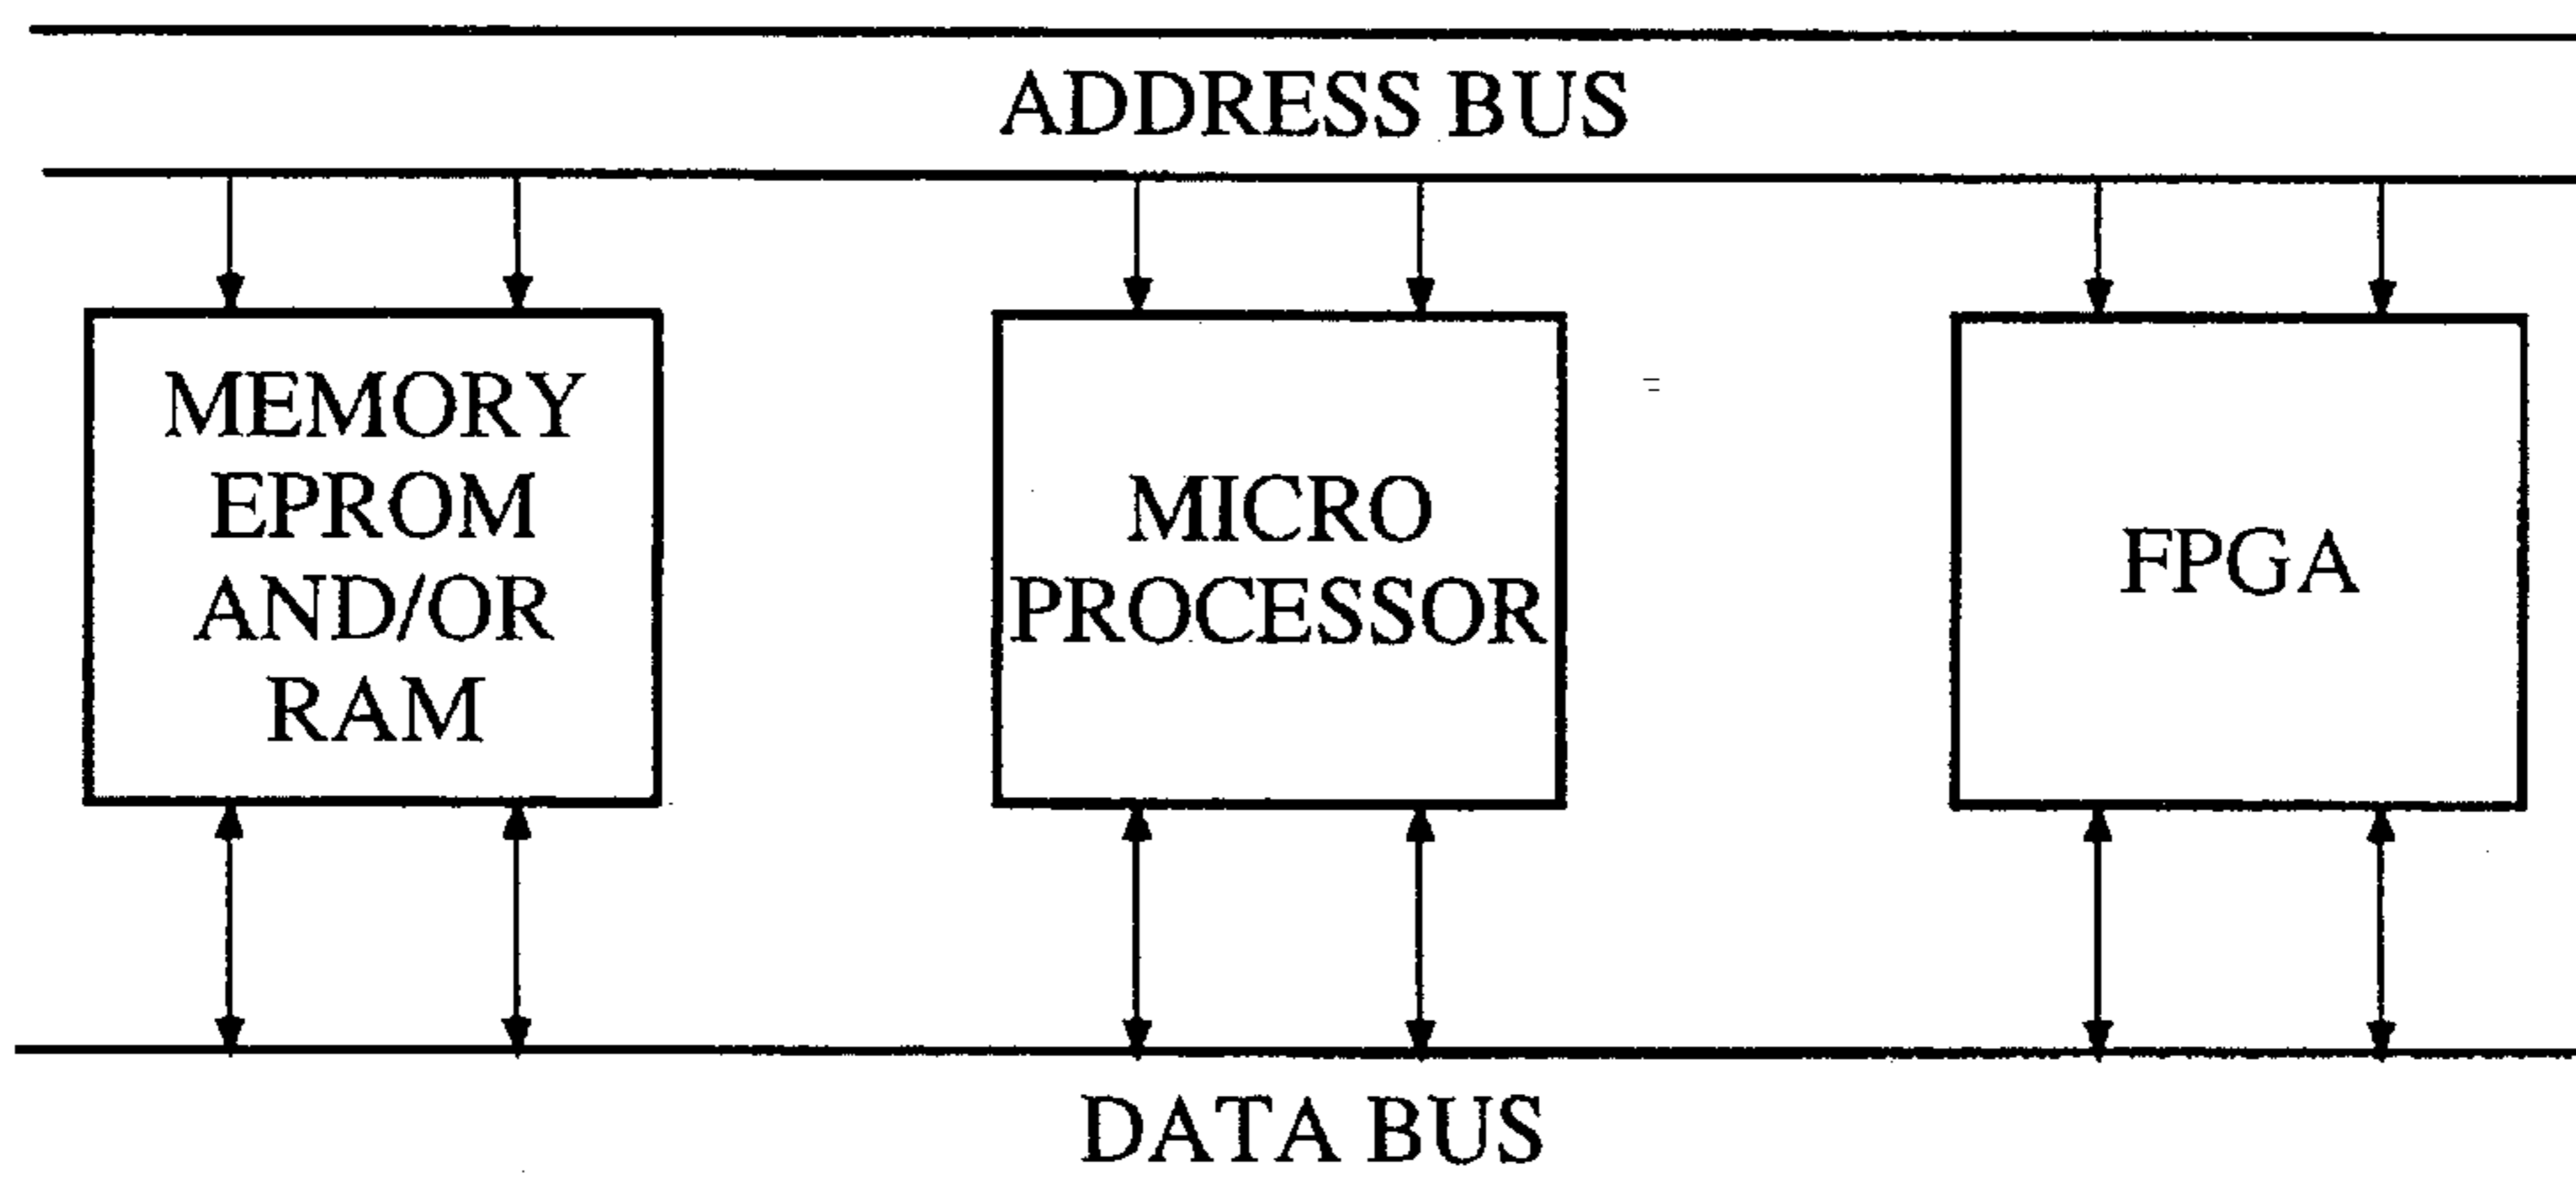 ADDRESS BUS
MEMORY
EPROM
AND/OR
RAM
MICRO
PROCESSOR
FPGA
DATA BUS